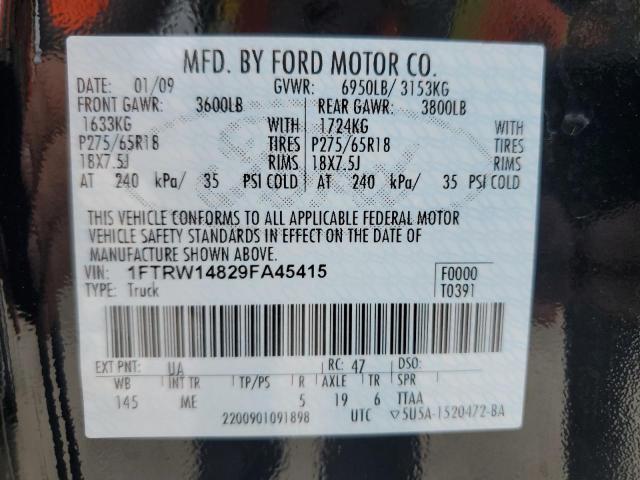 MFD. BY FORD MOTOR CO.
DATE: 01/09 GVWR: 6950LB/ 3153KG
FRONT GAWR: 3600LB REAR GAWR: 3800LB
1633KG WITH 1724KG WITH
P275/65R18 TIRES P275/65R18 TIRES
18X7.5J RIMS 18X7.5J RIMS
AT 240 kPa/ 35 PSI COLD AT 240 kPa/ 35 PSI COLD
THIS VEHICLE CONFORMS TO ALL APPLICABLE FEDERAL MOTOR
VEHICLE SAFETY STANDARDS IN EFFECT ON THE DATE OF
MANUFACTURE SHOWN ABOVE.
VIN: 1FTRW14829FA45415 F0000
TYPE: Truck T0391
EXT PNT: UA RC: 47 DSO:
WB INT TR TP/PS R AXLE TR SPR
145 ME 5 19 6 TTAA
2200901091898 UTC ▽5U5A-1520472-BA